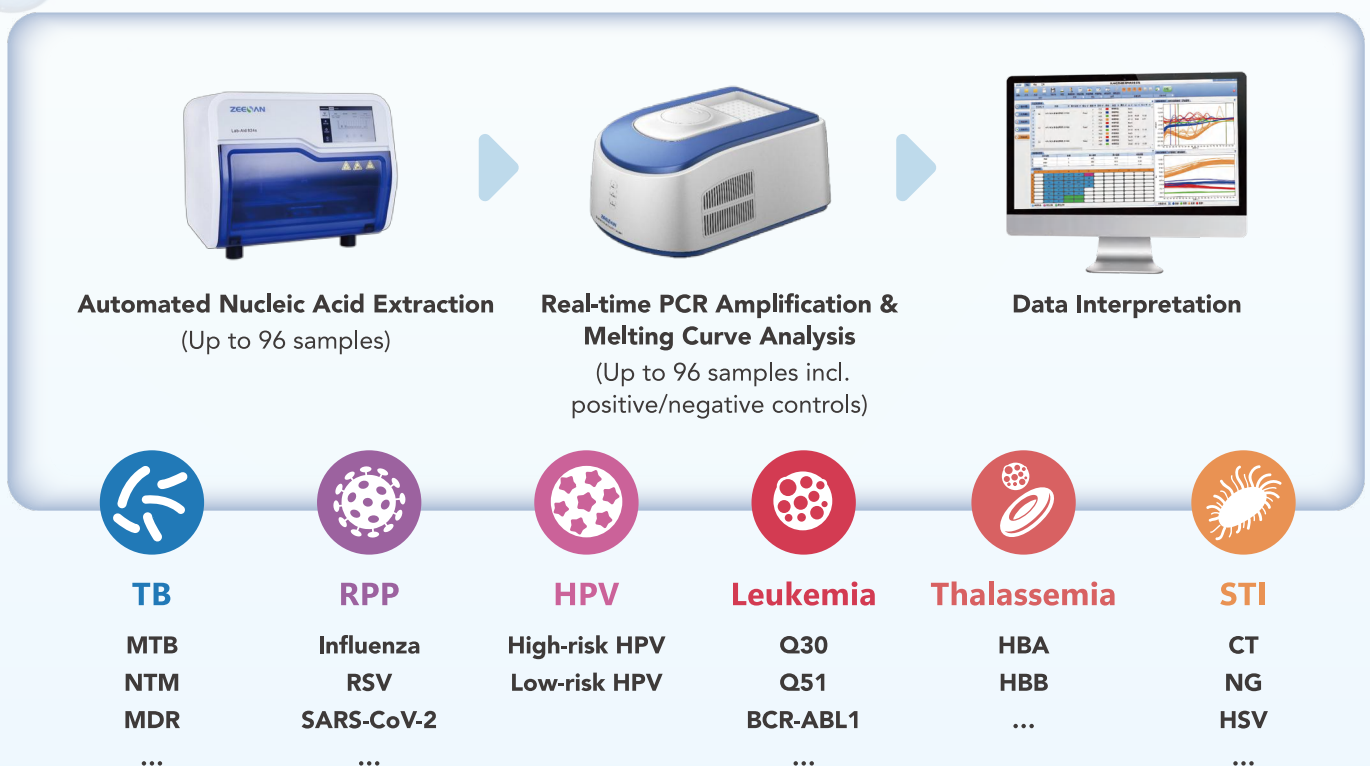 ZEESAN
Automated Nucleic Acid Extraction
(Up to 96 samples)
Real-time PCR Amplification &
Melting Curve Analysis
(Up to 96 samples incl.
positive/negative controls)
Data Interpretation
TB
MTB
NTM
MDR
...
RPP
Influenza
RSV
SARS-CoV-2
...
HPV
High-risk HPV
Low-risk HPV
Leukemia
Q30
Q51
BCR-ABL1
...
Thalassemia
HBA
HBB
...
STI
CT
NG
HSV
...